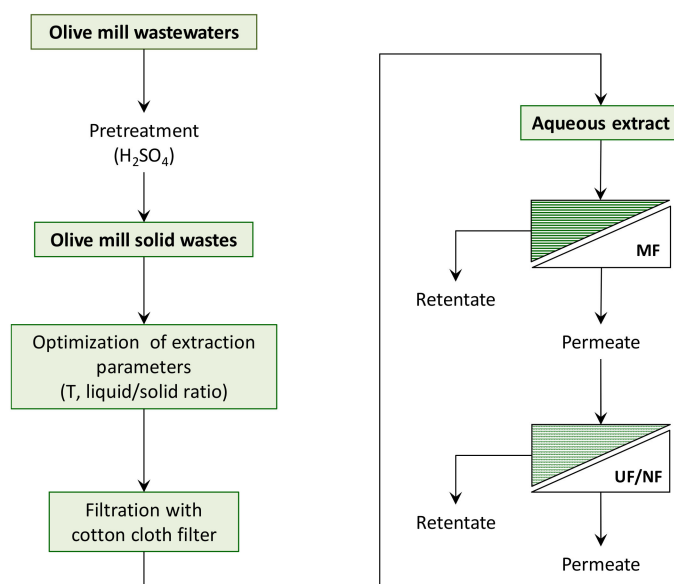 Olive mill wastewaters
Pretreatment
(H₂SO₄)
Olive mill solid wastes
Optimization of extraction
parameters
(T, liquid/solid ratio)
Filtration with
cotton cloth filter
Aqueous extract
MF
Retentate
Permeate
UF/NF
Retentate
Permeate